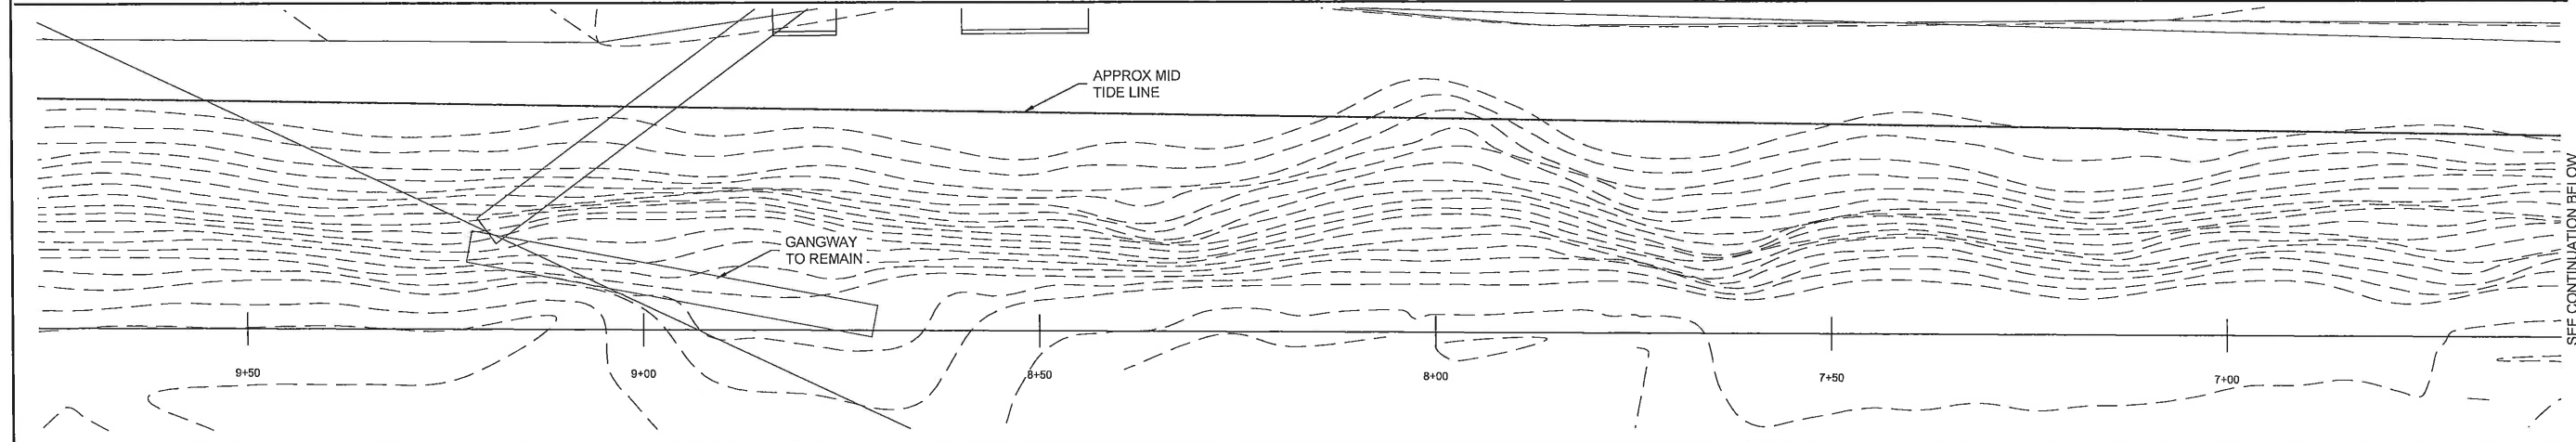 APPROX MID
TIDE LINE
GANGWAY
TO REMAIN
SEE CONTINUATION BELOW
9+50
9+00
8+50
8+00
7+50
7+00